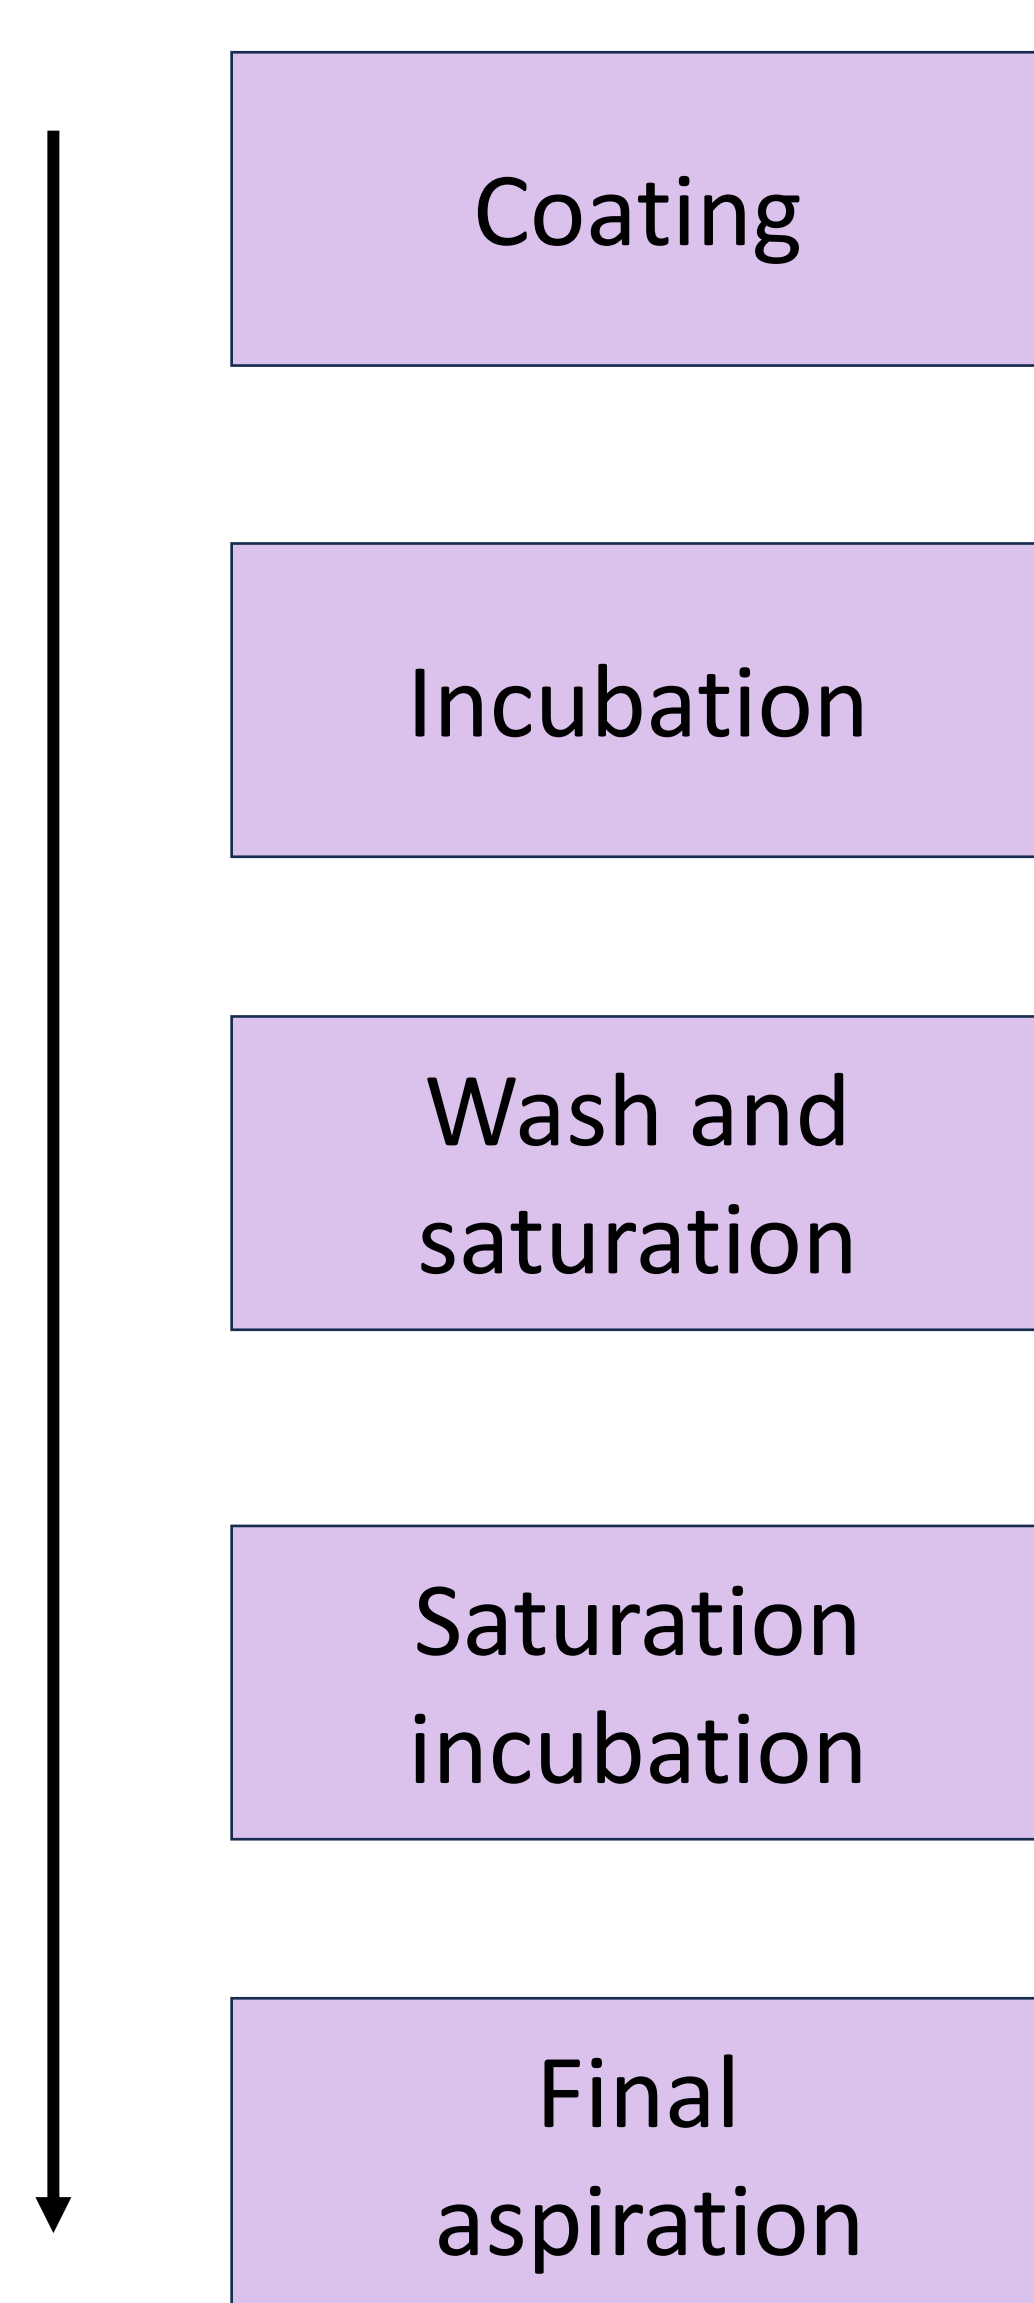 Coating
Incubation
Wash and
saturation
Saturation
incubation
Final
aspiration